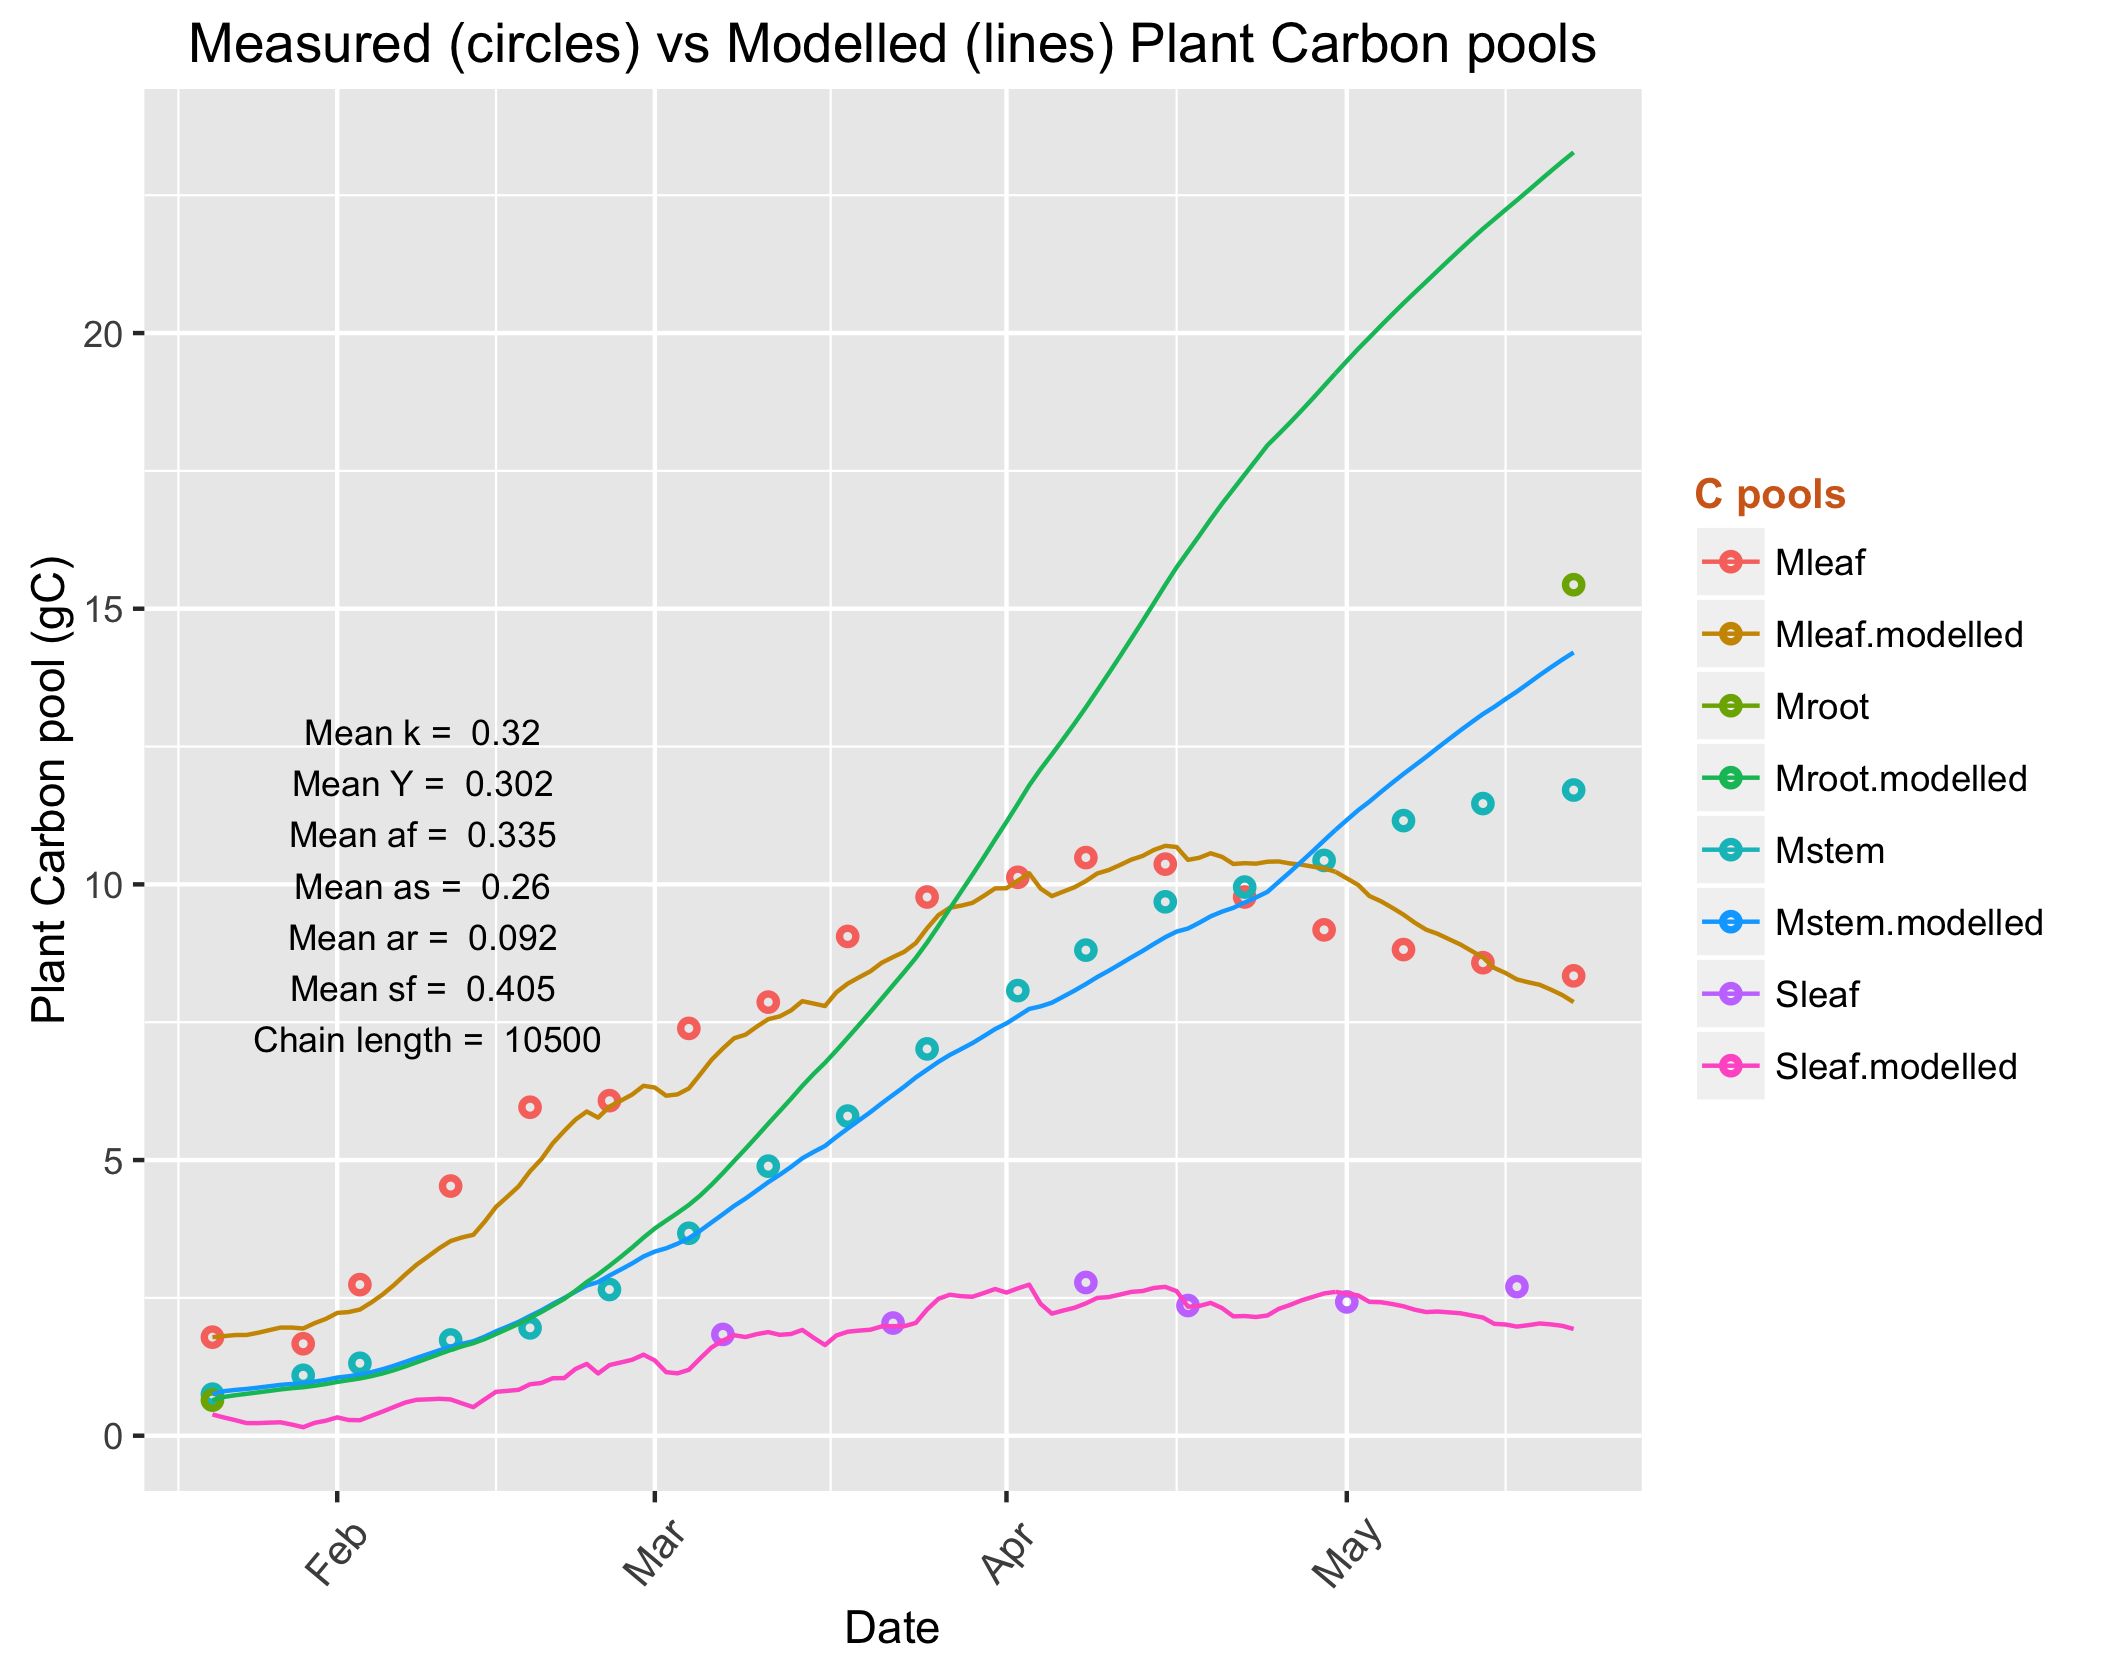 Measured (circles) vs Modelled (lines) Plant Carbon pools
Plant Carbon pool (gC)
20
15
10
5
0
Mean k = 0.32
Mean Y = 0.302
Mean af = 0.335
Mean as = 0.26
Mean ar = 0.092
Mean sf = 0.405
Chain length = 10500
Feb
Mar
Apr
May
Date
C pools
Mleaf
Mleaf.modelled
Mroot
Mroot.modelled
Mstem
Mstem.modelled
Sleaf
Sleaf.modelled